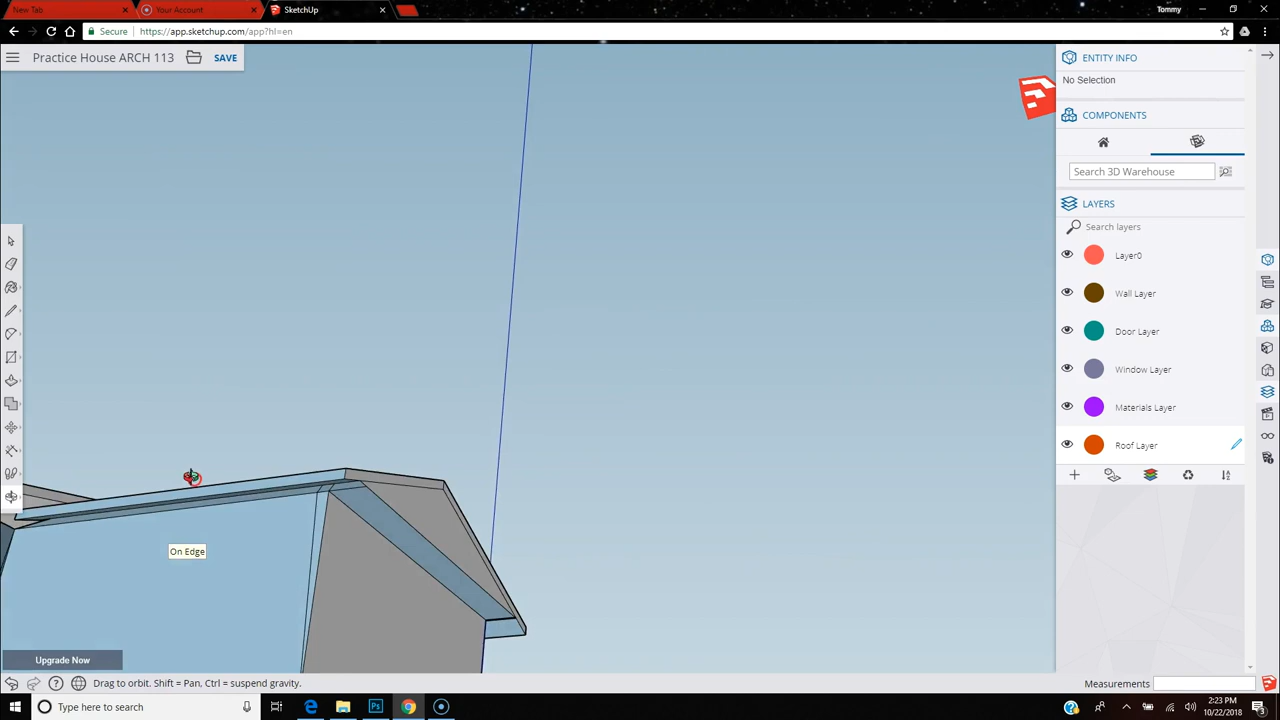 New Tab
Your Account
SketchUp
Tommy
Secure
https://app.sketchup.com/app?hl=en
Practice House ARCH 113
SAVE
ENTITY INFO
No Selection
COMPONENTS
Search 3D Warehouse
LAYERS
Search layers
Layer0
Wall Layer
Door Layer
Window Layer
Materials Layer
Roof Layer
On Edge
Upgrade Now
Drag to orbit. Shift = Pan, Ctrl = suspend gravity.
Measurements
Type here to search
2:23 PM
10/22/2018